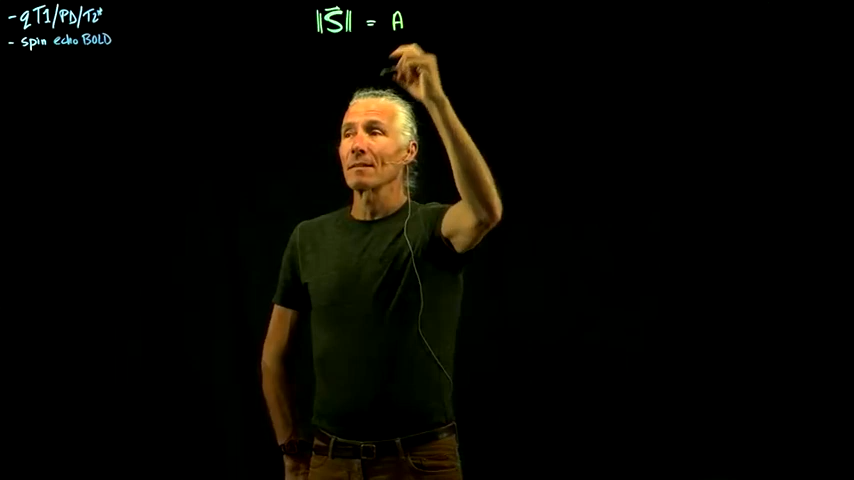 - qT1/PD/T2*
- spin echo BOLD
||S⃗|| = A